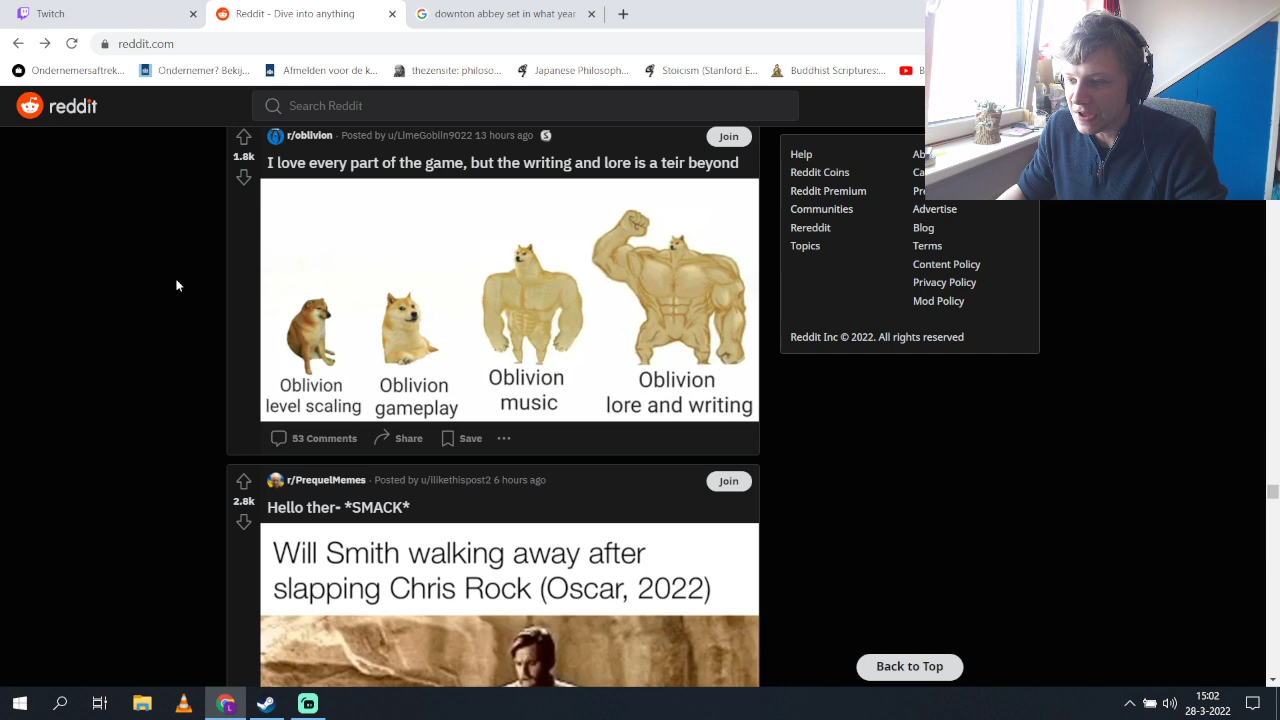 Twitch
Reddit - Dive into anything
downton abbey set in what year
reddit.com
Ondernemersaftrek...
Ondernemer? Bekij...
Afmelden voor de k...
thezensite: philoso...
Japanese Philosoph...
Stoicism (Stanford E...
Buddhist Scriptures:...
reddit
Search Reddit
r/oblivion · Posted by u/LimeGoblin9022 13 hours ago
Join
1.8k
I love every part of the game, but the writing and lore is a teir beyond
Oblivion
level scaling
Oblivion
gameplay
Oblivion
music
Oblivion
lore and writing
53 Comments
Share
Save
r/PrequelMemes · Posted by u/ilikethispost2 6 hours ago
Join
2.8k
Hello ther- *SMACK*
Will Smith walking away after
slapping Chris Rock (Oscar, 2022)
Help
Reddit Coins
Reddit Premium
Communities
Rereddit
Topics
Ab
Ca
Pre
Advertise
Blog
Terms
Content Policy
Privacy Policy
Mod Policy
Reddit Inc © 2022. All rights reserved
Back to Top
15:02
28-3-2022